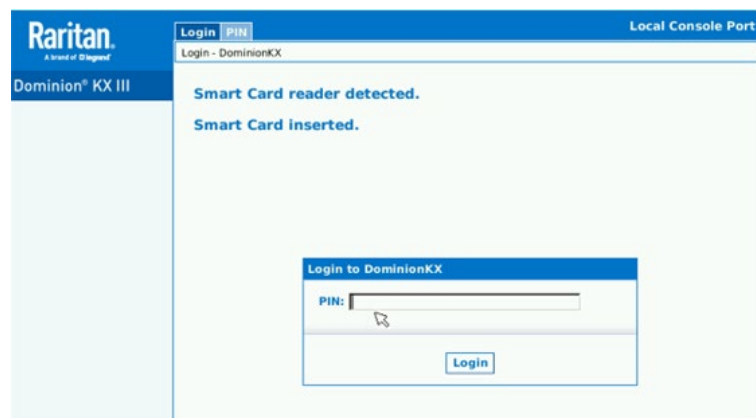 Raritan.
A brand of legrand
Login PIN
Local Console Port
Login - DominionKX
Dominion® KX III
Smart Card reader detected.
Smart Card inserted.
Login to DominionKX
PIN:
Login